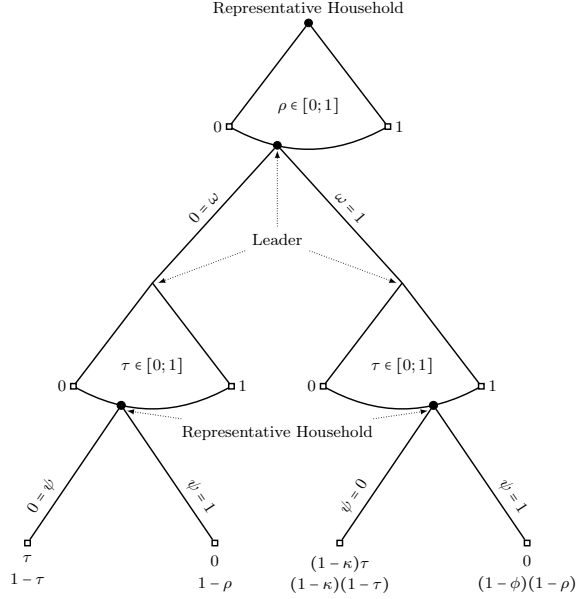 Representative Household
ρ ∈ [0; 1]
0
1
0 = ω
ω = 1
Leader
τ ∈ [0; 1]
τ ∈ [0; 1]
0
1
0
1
Representative Household
0 = ψ
ψ = 1
ψ = 0
ψ = 1
τ
0
(1 − κ)τ
0
1 − τ
1 − ρ
(1 − κ)(1 − τ)
(1 − ϕ)(1 − ρ)